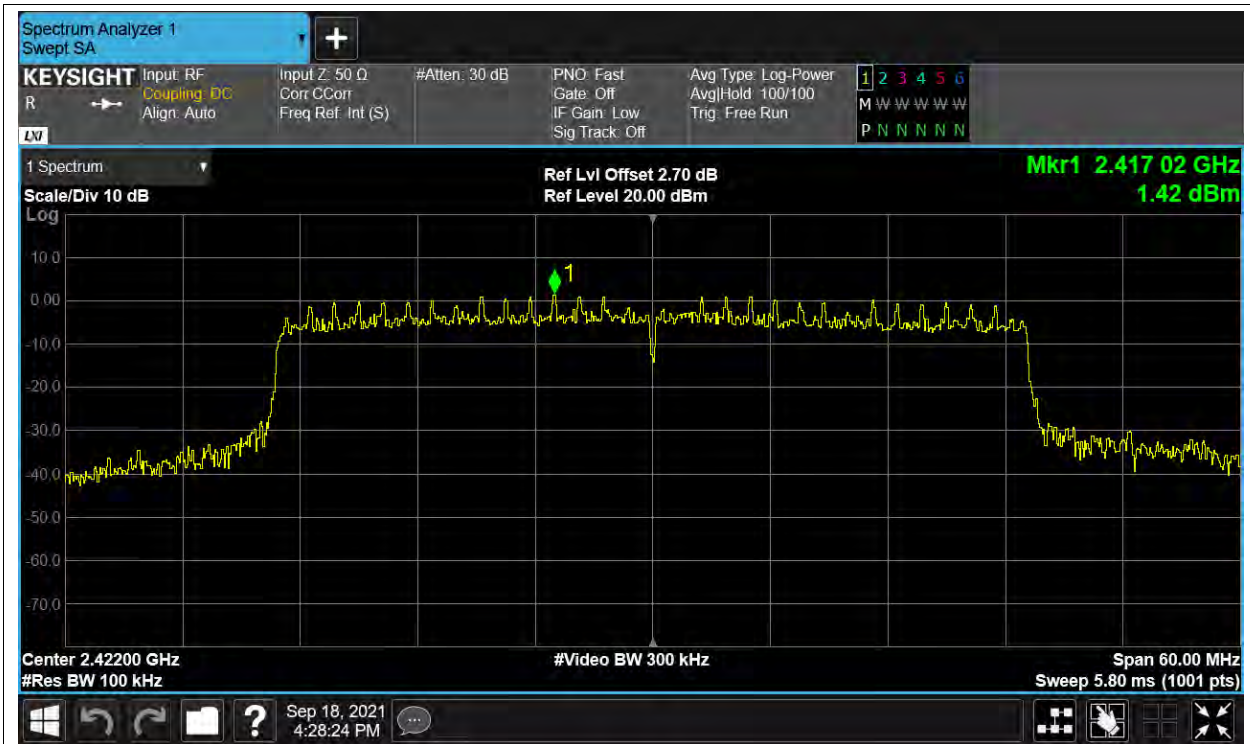 Spectrum Analyzer 1
Swept SA
+
KEYSIGHT
R
LXI
Input: RF
Coupling: DC
Align: Auto
Input Z: 50 Ω
Corr CCorr
Freq Ref: Int (S)
#Atten: 30 dB
PNO: Fast
Gate: Off
IF Gain: Low
Sig Track: Off
Avg Type: Log-Power
Avg|Hold: 100/100
Trig: Free Run
1 2 3 4 5 6
M W W W W W
P N N N N N
1 Spectrum
Scale/Div 10 dB
Log
Ref Lvl Offset 2.70 dB
Ref Level 20.00 dBm
Mkr1 2.417 02 GHz
1.42 dBm
1
10.0
0.00
-10.0
-20.0
-30.0
-40.0
-50.0
-60.0
-70.0
Center 2.42200 GHz
#Res BW 100 kHz
#Video BW 300 kHz
Span 60.00 MHz
Sweep 5.80 ms (1001 pts)
?
Sep 18, 2021
4:28:24 PM